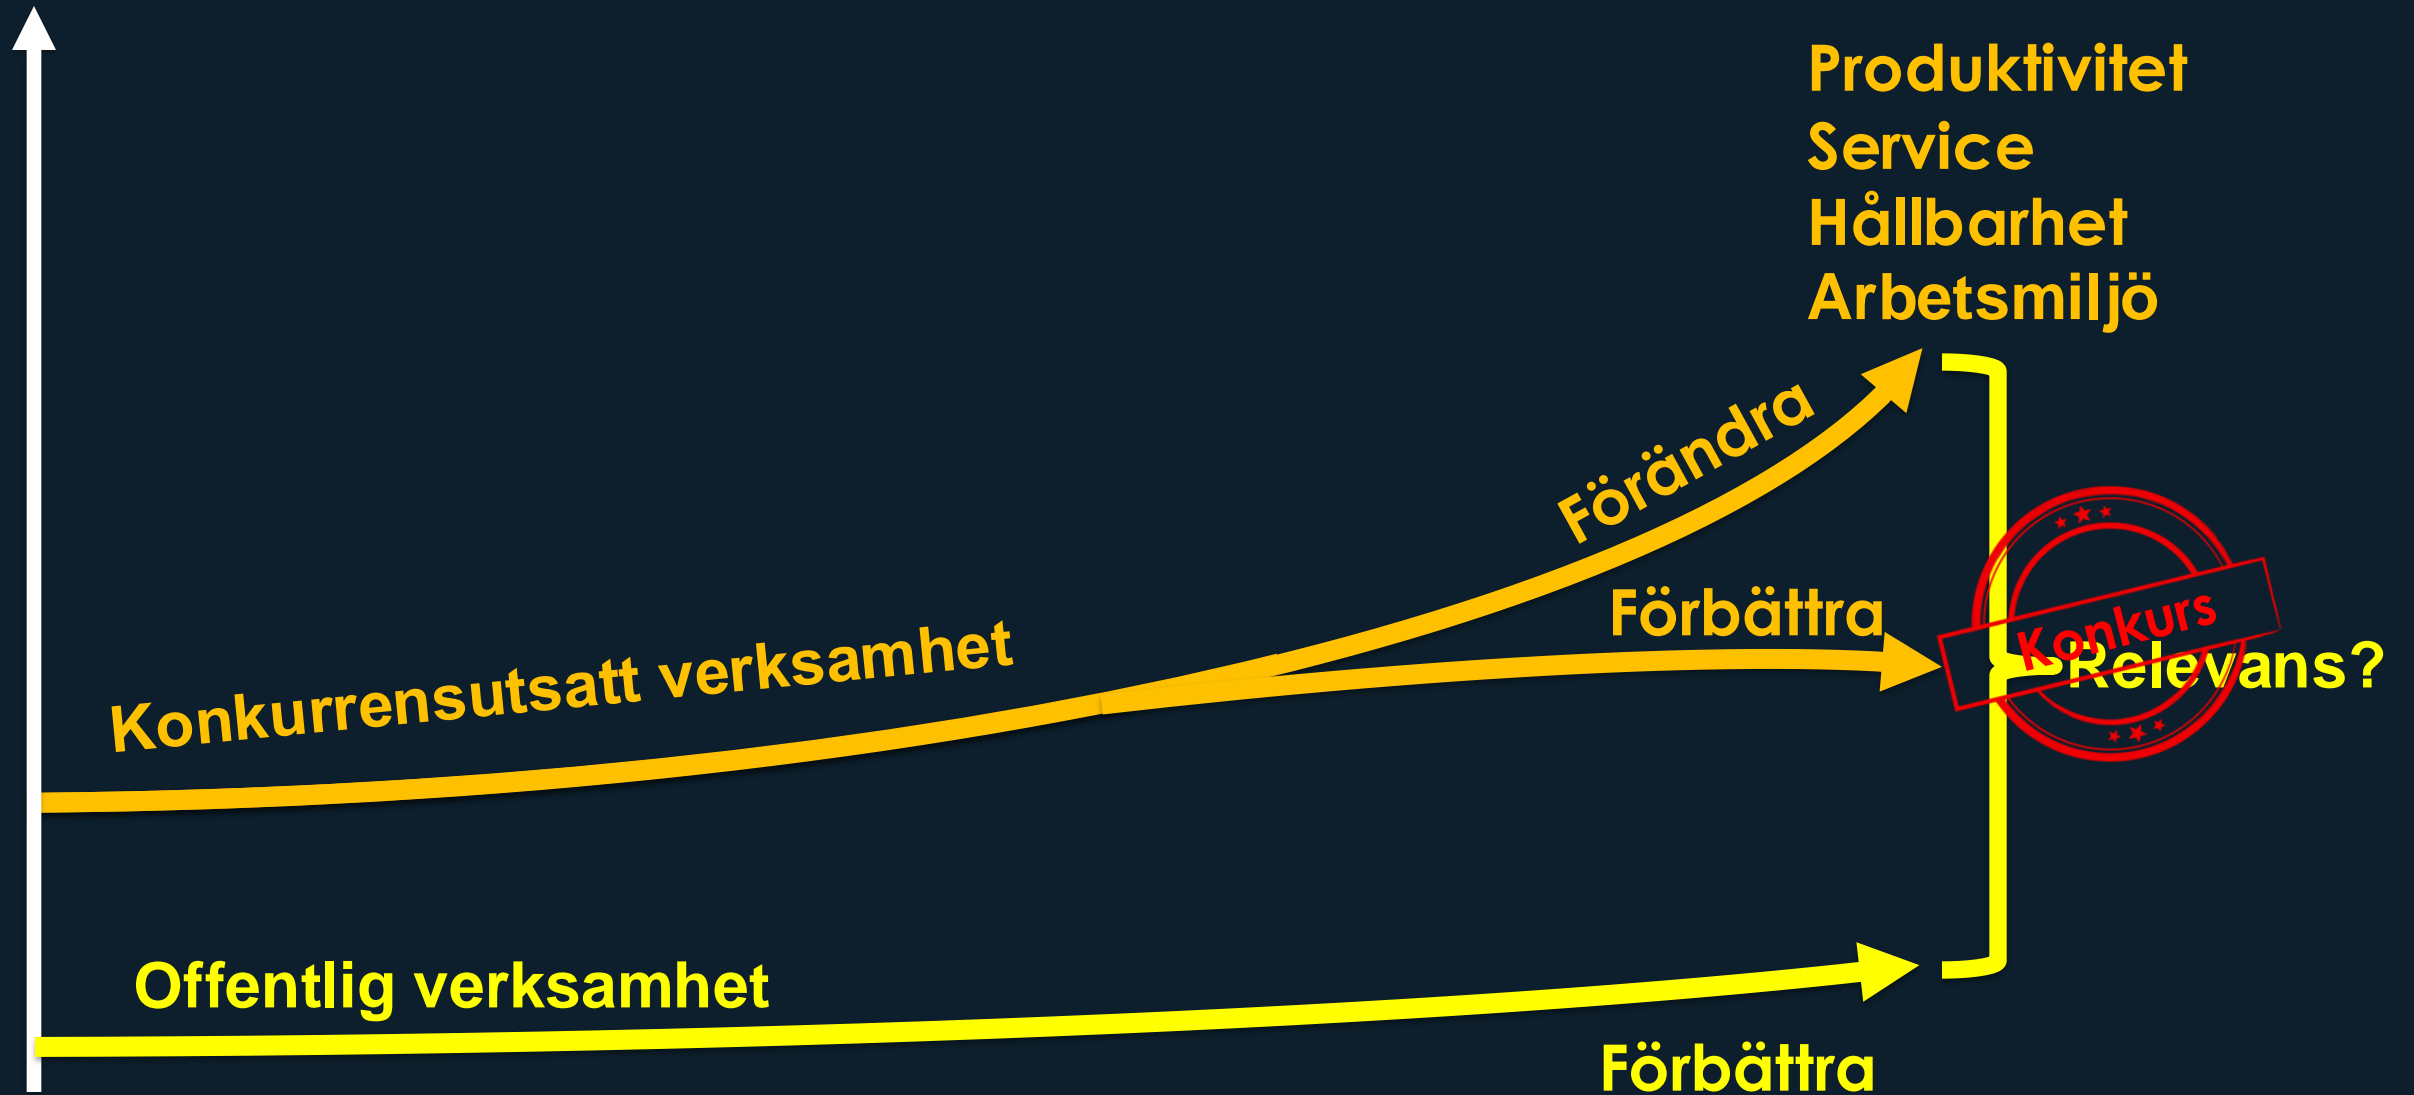 Produktivitet
Service
Hållbarhet
Arbetsmiljö
Förändra
Förbättra
Konkurs
Relevans?
Konkurrensutsatt verksamhet
Offentlig verksamhet
Förbättra